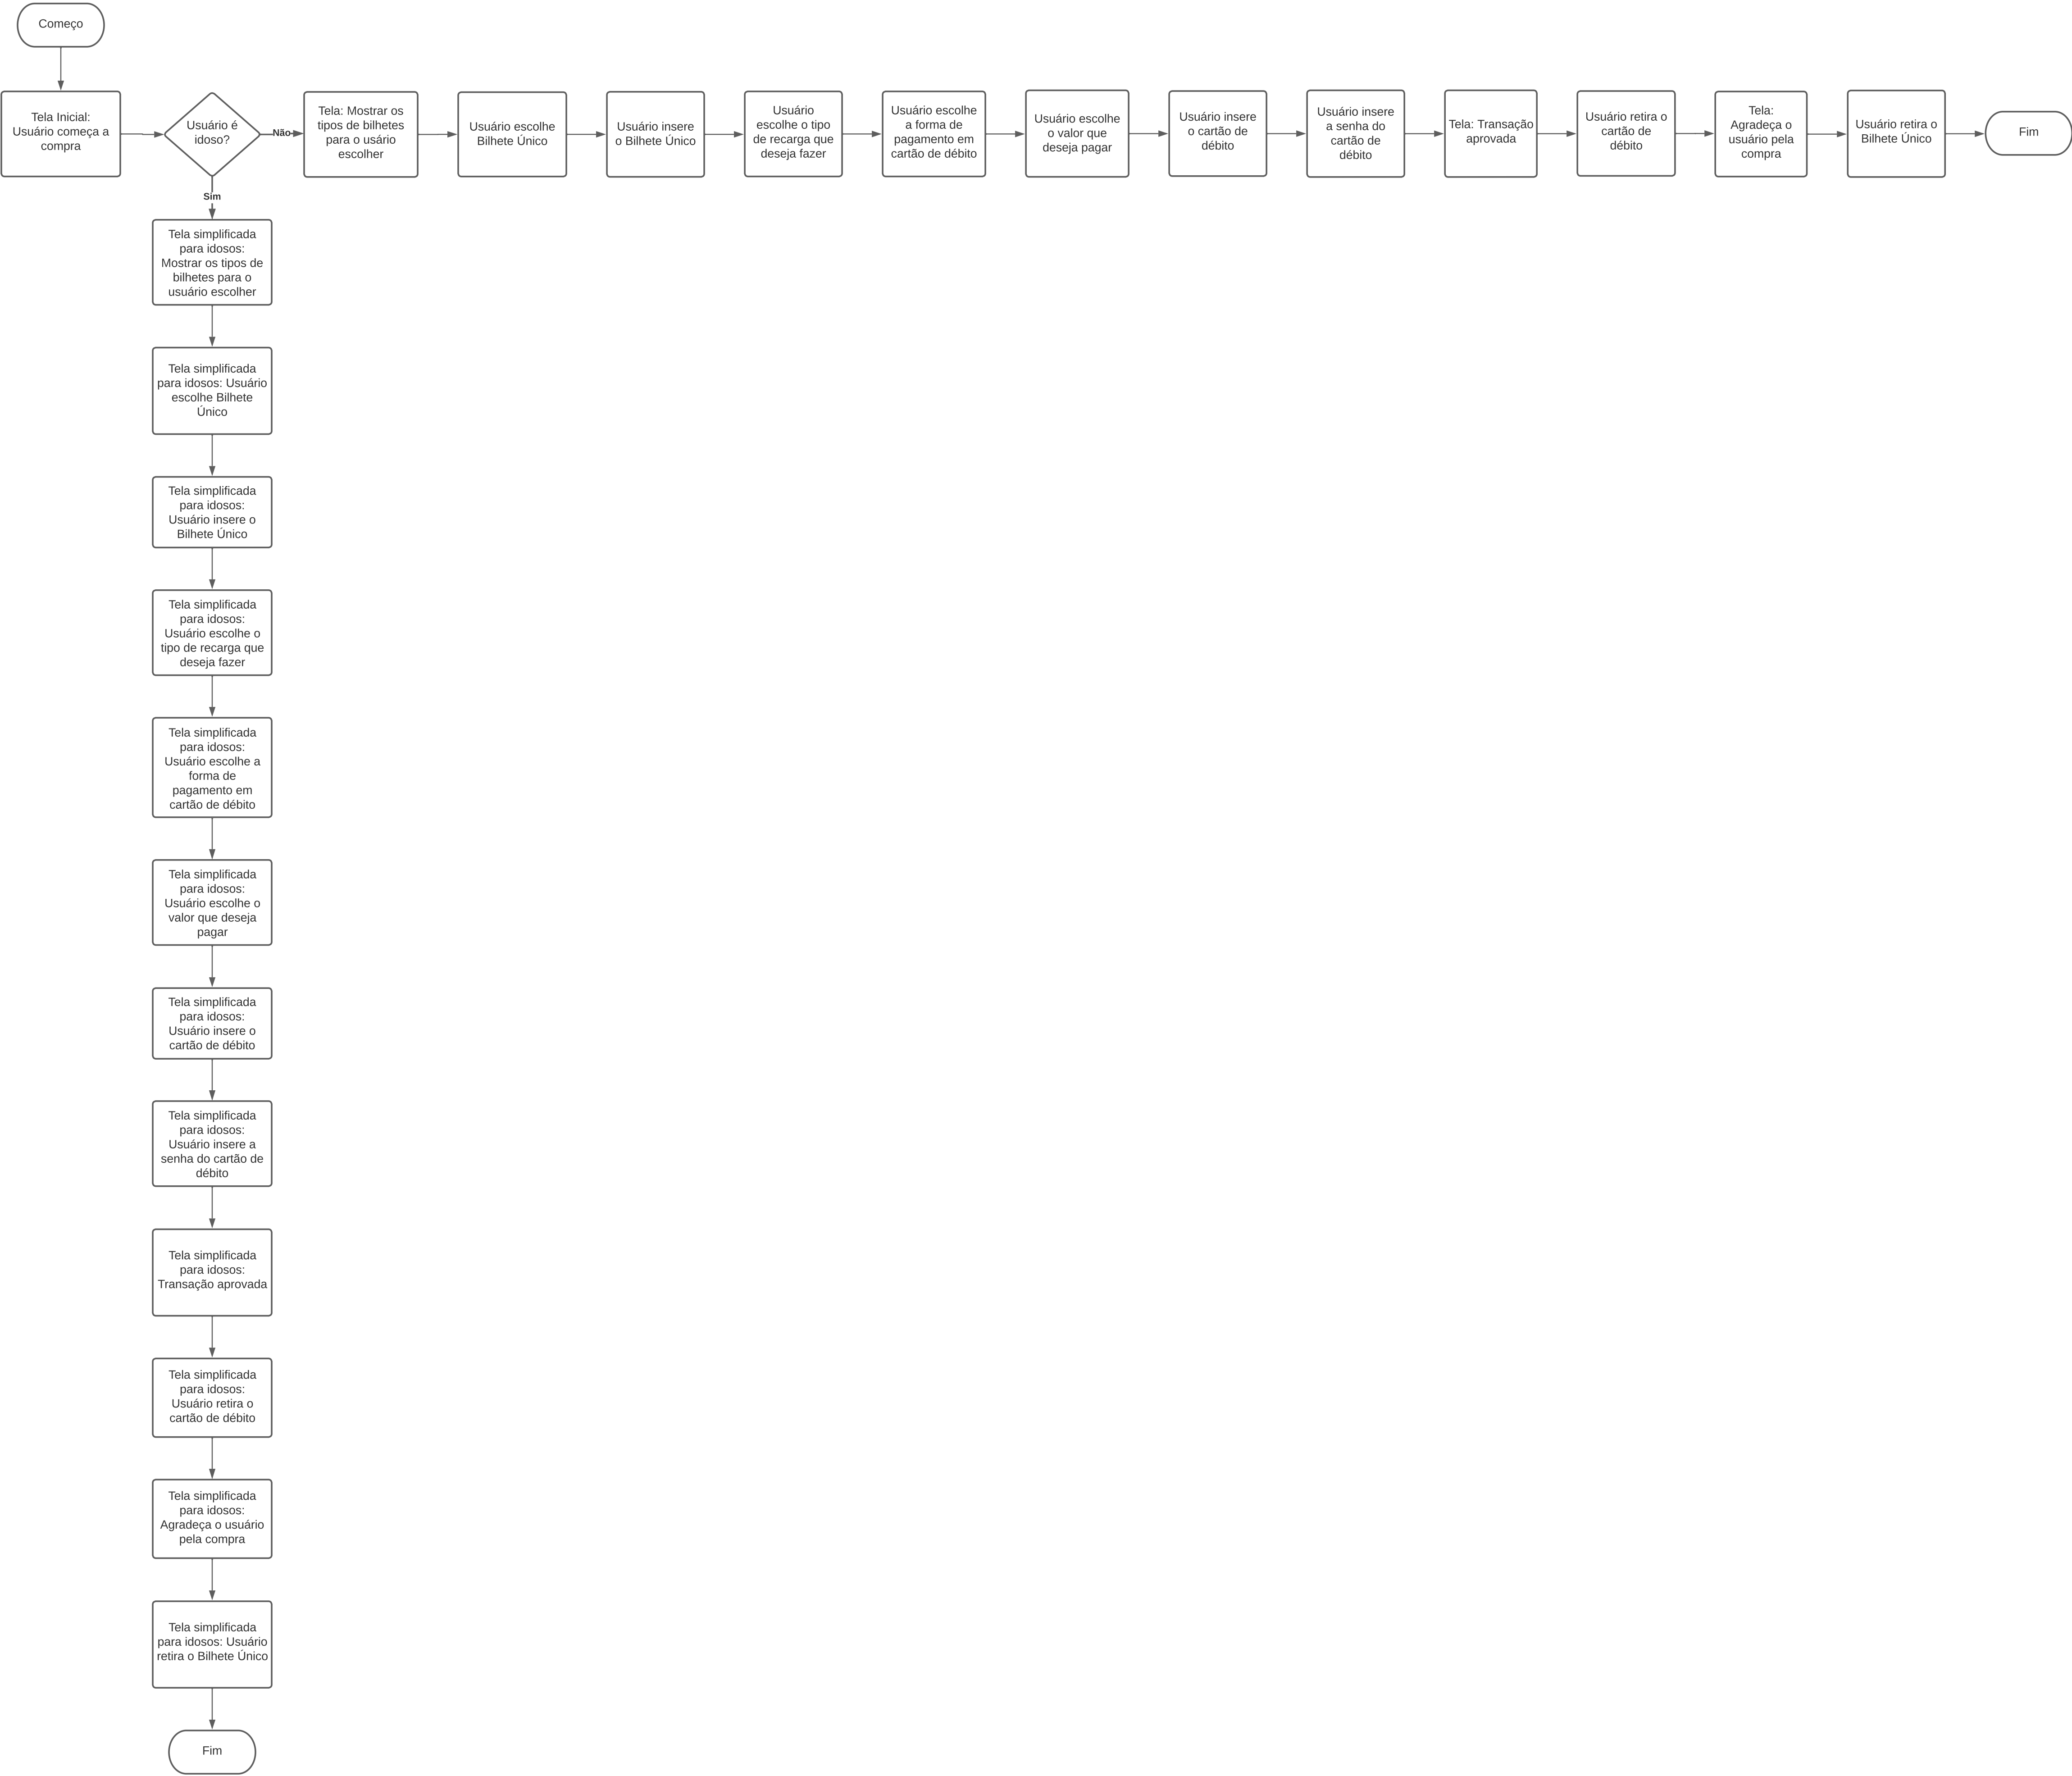 Começo
Tela Inicial:
Usuário começa a
compra
Usuário é
idoso?
Não
Tela: Mostrar os
tipos de bilhetes
para o usário
escolher
Usuário escolhe
Bilhete Único
Usuário insere
o Bilhete Único
Usuário
escolhe o tipo
de recarga que
deseja fazer
Usuário escolhe
a forma de
pagamento em
cartão de débito
Usuário escolhe
o valor que
deseja pagar
Usuário insere
o cartão de
débito
Usuário insere
a senha do
cartão de
débito
Tela: Transação
aprovada
Usuário retira o
cartão de
débito
Tela:
Agradeça o
usuário pela
compra
Usuário retira o
Bilhete Único
Fim
Sim
Tela simplificada
para idosos:
Mostrar os tipos de
bilhetes para o
usuário escolher
Tela simplificada
para idosos: Usuário
escolhe Bilhete
Único
Tela simplificada
para idosos:
Usuário insere o
Bilhete Único
Tela simplificada
para idosos:
Usuário escolhe o
tipo de recarga que
deseja fazer
Tela simplificada
para idosos:
Usuário escolhe a
forma de
pagamento em
cartão de débito
Tela simplificada
para idosos:
Usuário escolhe o
valor que deseja
pagar
Tela simplificada
para idosos:
Usuário insere o
cartão de débito
Tela simplificada
para idosos:
Usuário insere a
senha do cartão de
débito
Tela simplificada
para idosos:
Transação aprovada
Tela simplificada
para idosos:
Usuário retira o
cartão de débito
Tela simplificada
para idosos:
Agradeça o usuário
pela compra
Tela simplificada
para idosos: Usuário
retira o Bilhete Único
Fim